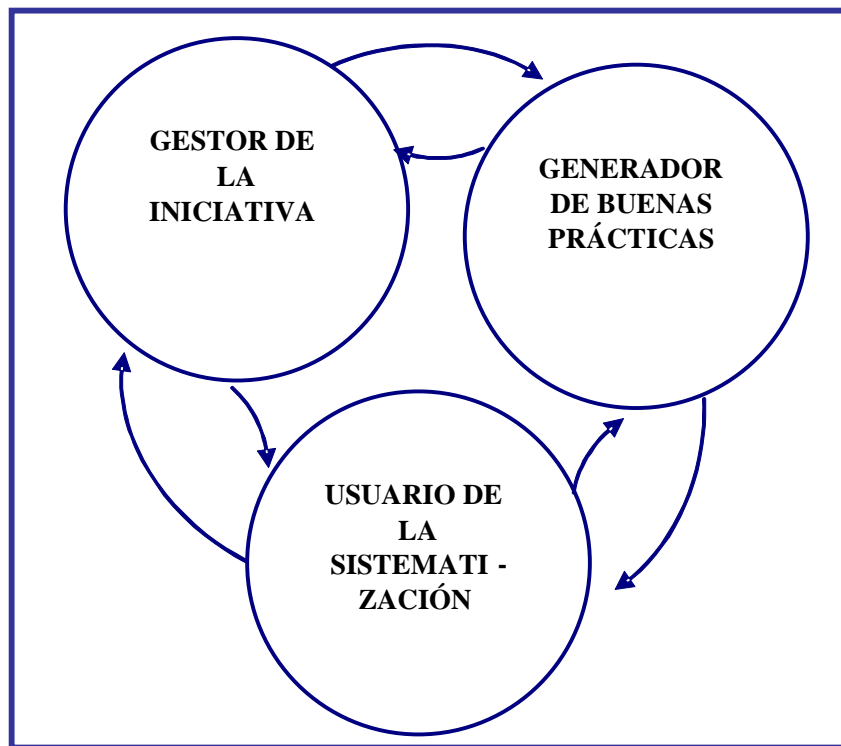 GESTOR DE
LA
INICIATIVA
GENERADOR
DE BUENAS
PRÁCTICAS
USUARIO DE
LA
SISTEMATI -
ZACIÓN